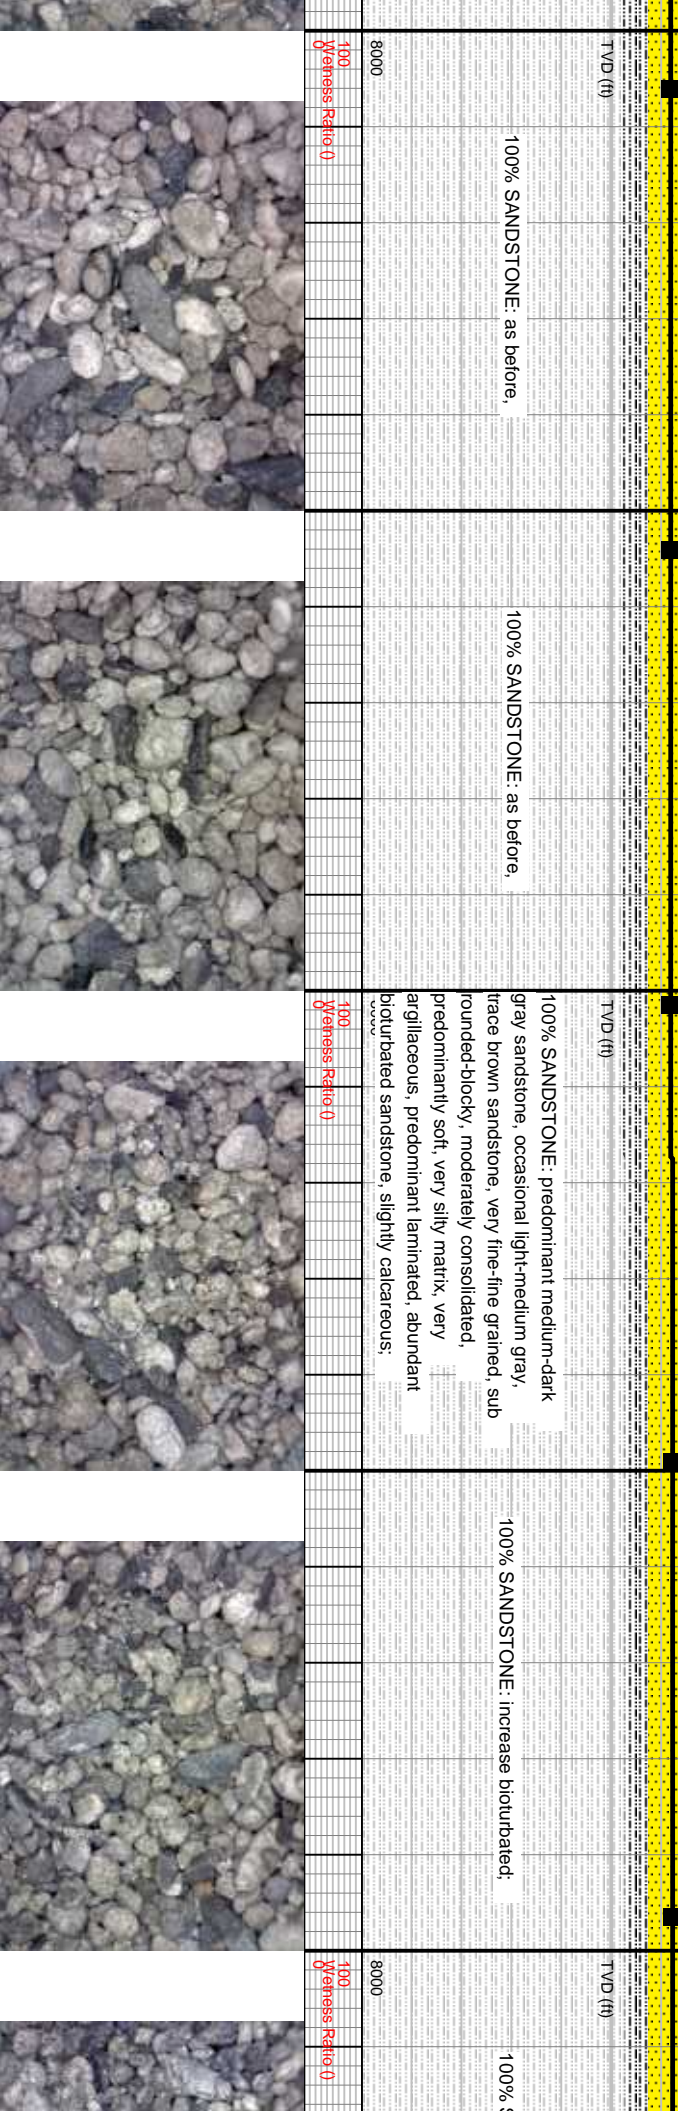 TVD (ft)
8000
100
0
Wetness Ratio ()
100% SANDSTONE: as before,
100% SANDSTONE: as before,
TVD (ft)
100
0
Wetness Ratio ()
100% SANDSTONE: predominant medium-dark
gray sandstone, occasional light-medium gray,
trace brown sandstone, very fine-fine grained, sub
rounded-blocky, moderately consolidated,
predominantly soft, very silty matrix, very
argillaceous, predominant laminated, abundant
bioturbated sandstone, slightly calcareous;
100% SANDSTONE: increase bioturbated;
TVD (ft)
8000
100
0
Wetness Ratio ()
100%